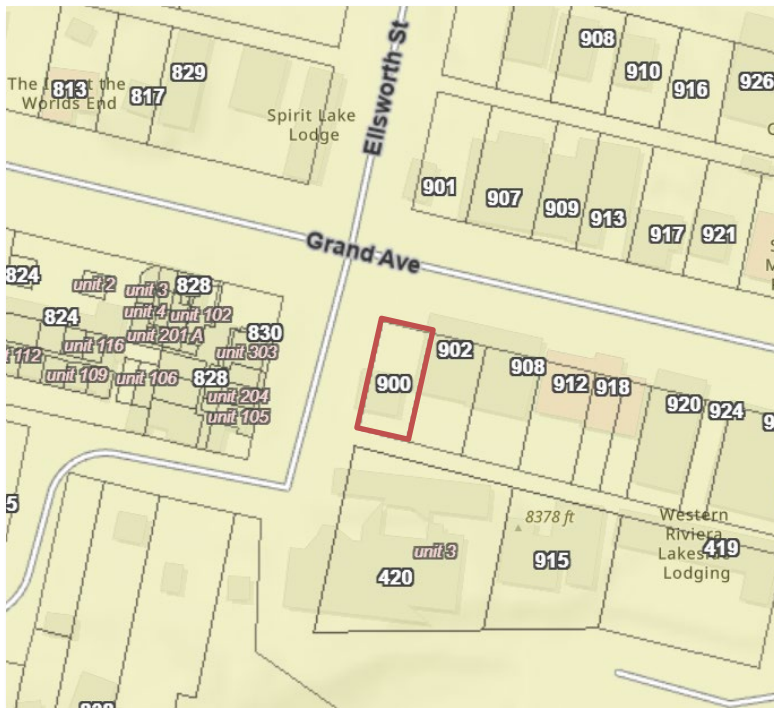 908
910
916
926
829
813
817
The I
t the
Worlds End
Spirit Lake
Lodge
Ellsworth St
901
907
909
913
917
921
Grand Ave
824
unit 2
unit 3
828
unit 4
unit 102
824
unit 201 A
830
unit 116
unit 303
112
unit 109
unit 106
828
unit 204
unit 105
902
900
908
912
918
920
924
9
5
8378 ft
Western
Riviera
Lakeside
Lodging
419
unit 3
420
915